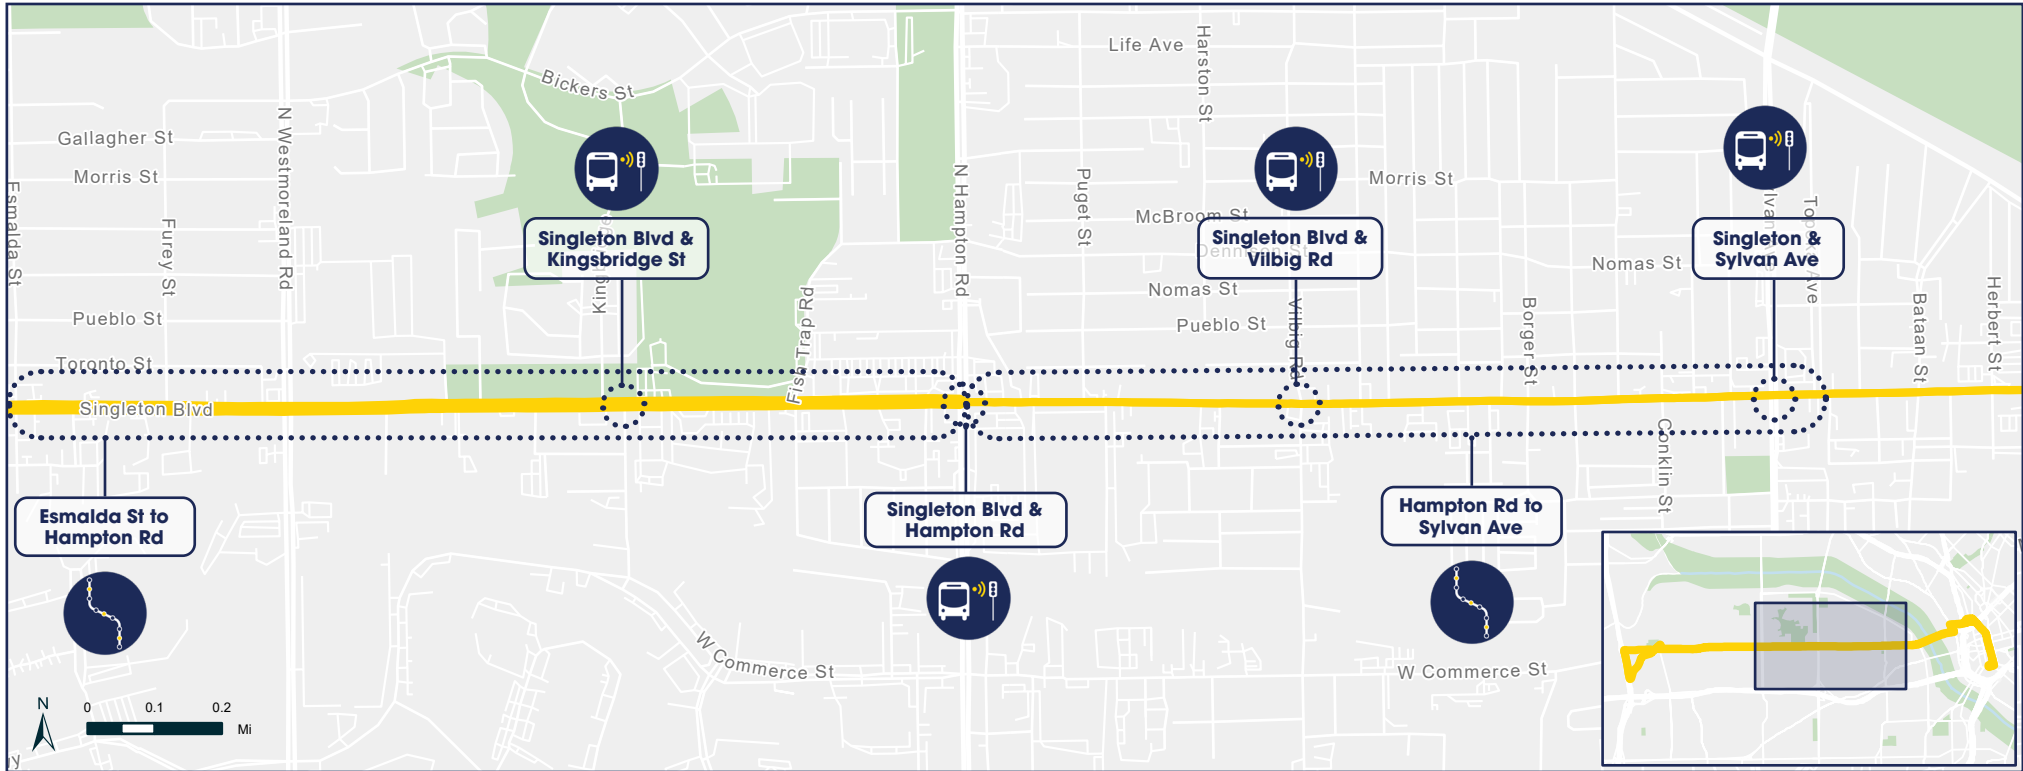 Life Ave
Harston St
Bickers St
N Westmoreland Rd
Gallagher St
Morris St
Esmalda St
Furey St
Pueblo St
Toronto St
Singleton Blvd
Singleton Blvd &
Kingsbridge St
Fish Trap Rd
N Hampton Rd
Puget St
McBroom St
Morris St
Singleton Blvd &
Vilbig Rd
Nomas St
Pueblo St
Vilbig Rd
Borger St
Nomas St
Singleton &
Sylvan Ave
Bataan St
Herbert St
Conklin St
Esmalda St to
Hampton Rd
Singleton Blvd &
Hampton Rd
Hampton Rd to
Sylvan Ave
W Commerce St
W Commerce St
N
0 0.1 0.2
Mi